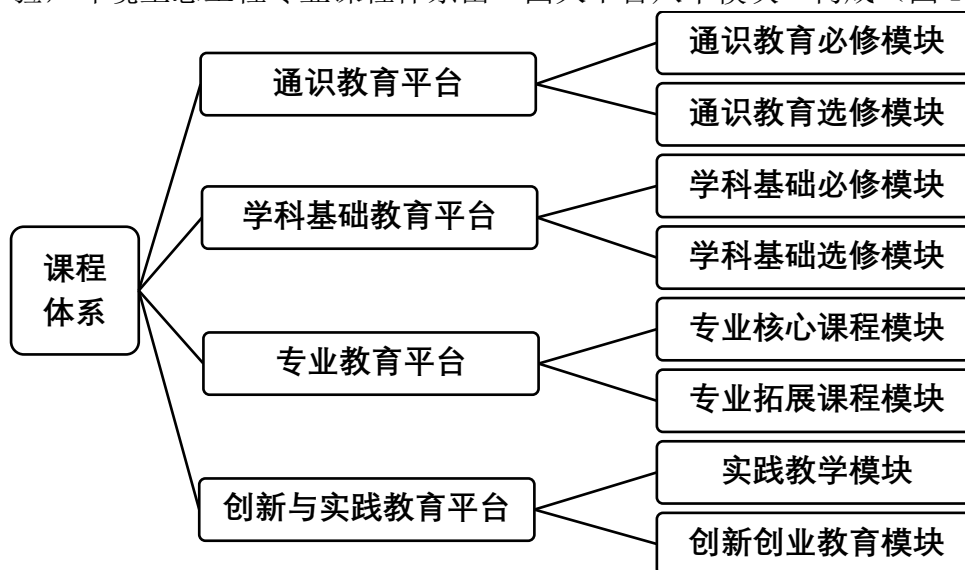 通识教育必修模块
通识教育平台
通识教育选修模块
学科基础必修模块
学科基础教育平台
学科基础选修模块
课程
体系
专业核心课程模块
专业教育平台
专业拓展课程模块
实践教学模块
创新与实践教育平台
创新创业教育模块